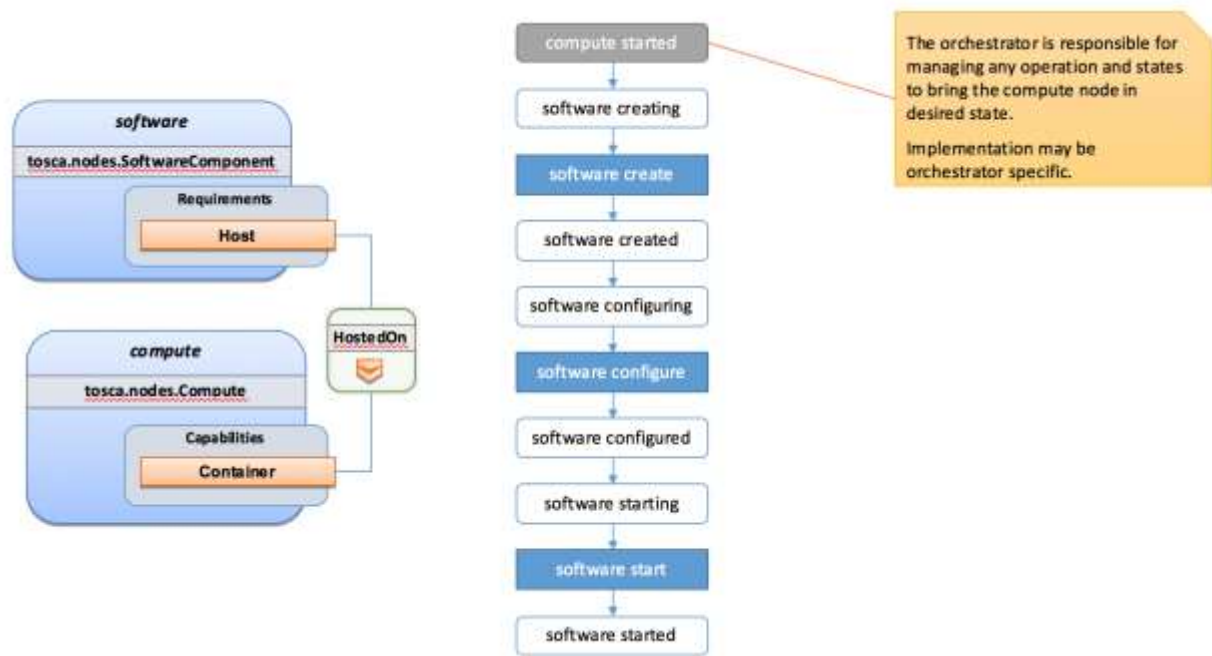 software
tosca.nodes.SoftwareComponent
Requirements
Host
HostedOn
compute
tosca.nodes.Compute
Capabilities
Container
compute started
software creating
software create
software created
software configuring
software configure
software configured
software starting
software start
software started
The orchestrator is responsible for
managing any operation and states
to bring the compute node in
desired state.
Implementation may be
orchestrator specific.